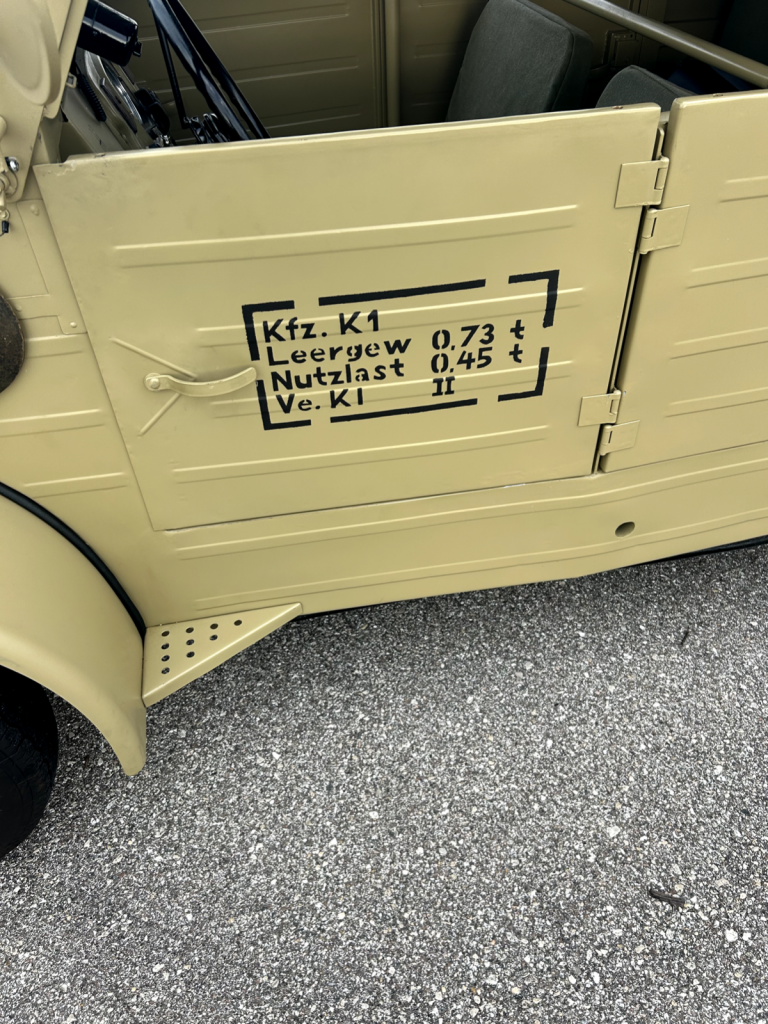 Kfz. K1
Leergew 0,73 t
Nutzlast 0.45 t
Ve. Kl II